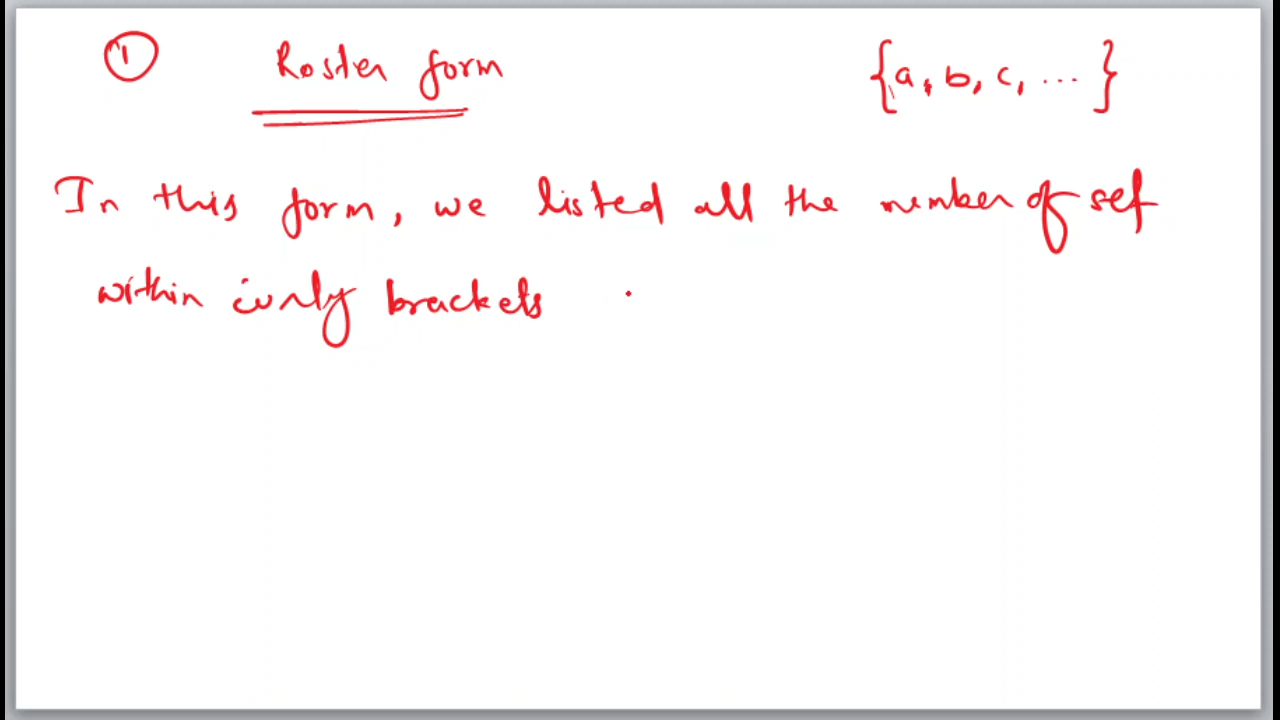 ① Roster form {a, b, c, ... }
In this form, we listed all the number of set
within curly brackets .